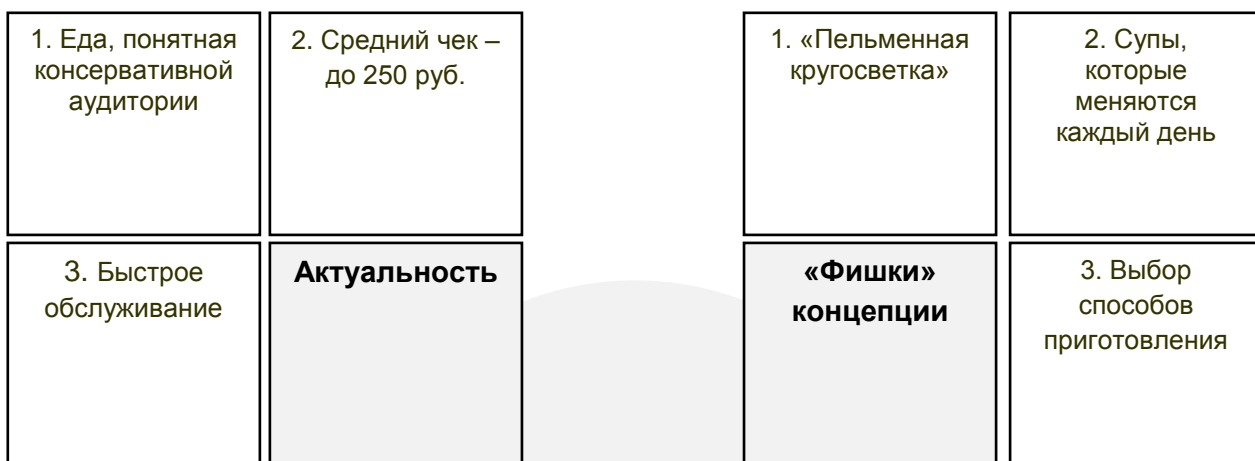 1. Еда, понятная
консервативной
аудитории
2. Средний чек –
до 250 руб.
3. Быстрое
обслуживание
Актуальность
1. «Пельменная
кругосветка»
2. Супы,
которые
меняются
каждый день
«Фишки»
концепции
3. Выбор
способов
приготовления